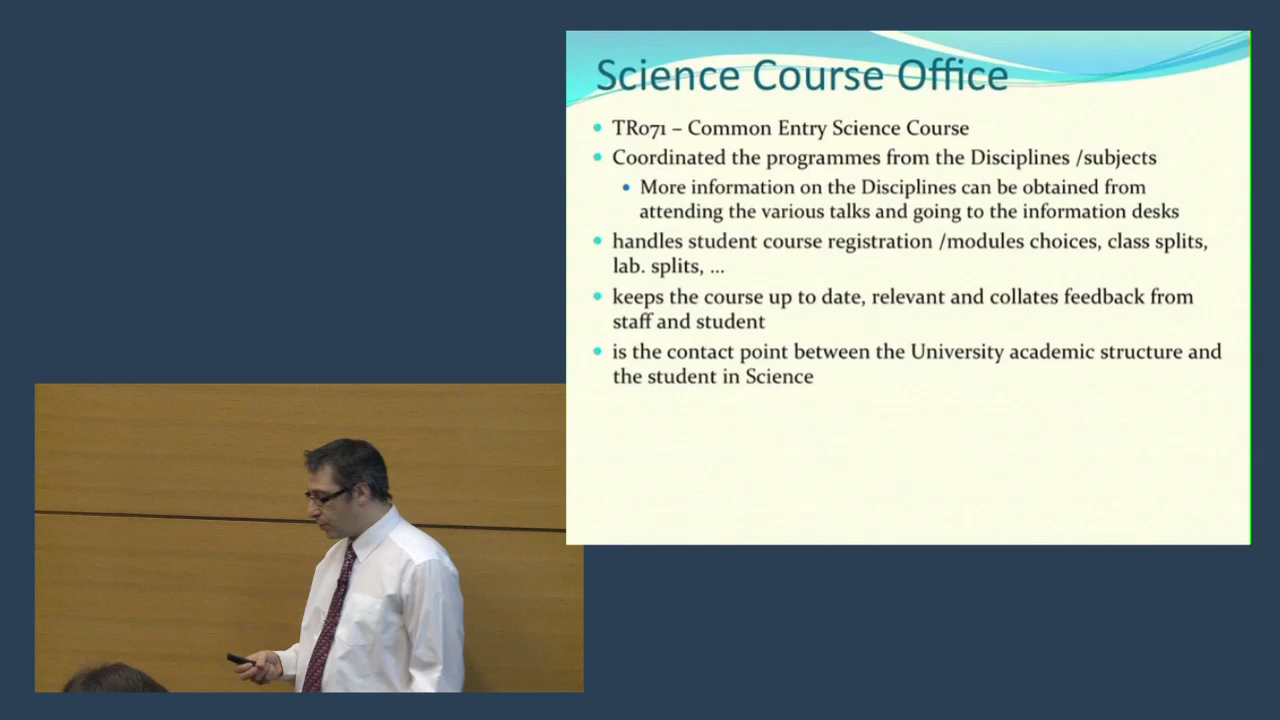 Science Course Office
TR071 – Common Entry Science Course
Coordinated the programmes from the Disciplines /subjects
More information on the Disciplines can be obtained from
attending the various talks and going to the information desks
handles student course registration /modules choices, class splits,
lab. splits, ...
keeps the course up to date, relevant and collates feedback from
staff and student
is the contact point between the University academic structure and
the student in Science